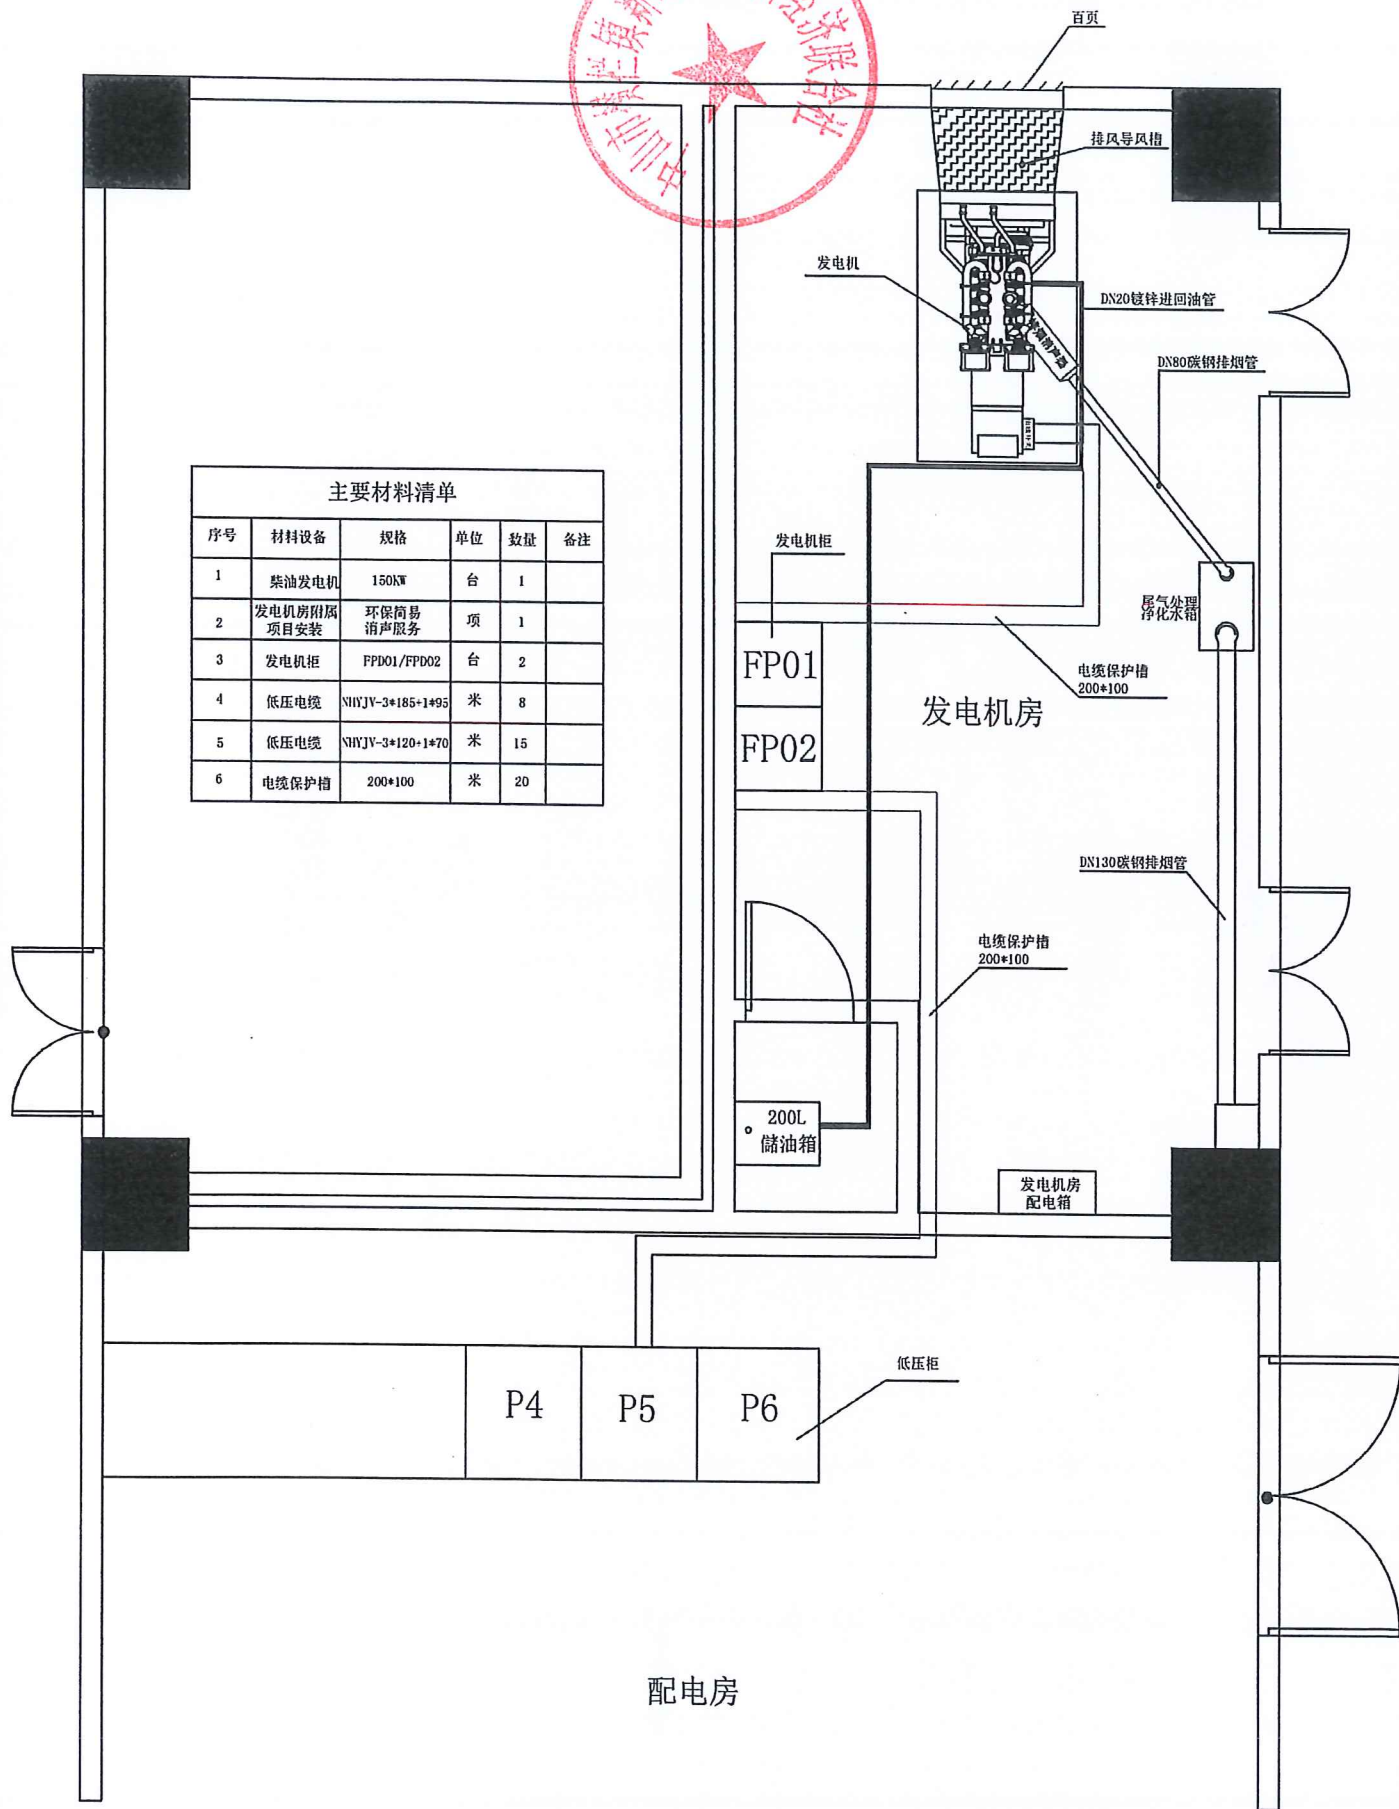 百页
排风导风槽
发电机
DN20镀锌进回油管
DN80碳钢排烟管
主要材料清单
序号 材料设备 规格 单位 数量 备注
1 柴油发电机 150KW 台 1
2 发电机房附属项目安装 环保简易消声服务 项 1
3 发电机柜 FPD01/FPD02 台 2
4 低压电缆 NHYJV-3*185+1*95 米 8
5 低压电缆 NHYJV-3*120+1*70 米 15
6 电缆保护槽 200*100 米 20
发电机柜
尾气处理
净化水箱
FP01
电缆保护槽
200*100
发电机房
FP02
DN130碳钢排烟管
电缆保护槽
200*100
200L
儲油箱
发电机房
配电箱
低压柜
P4 P5 P6
配电房